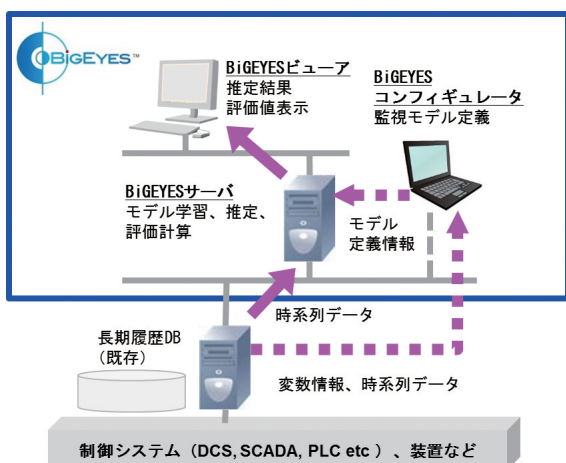 BiGEYES™
BiGEYESビューア
推定結果
評価値表示
BiGEYES
コンフィギュレータ
監視モデル定義
BiGEYESサーバ
モデル学習、推定、
評価計算
モデル
定義情報
時系列データ
長期履歴DB
（既存）
変数情報、時系列データ
制御システム（DCS, SCADA, PLC etc ）、装置など